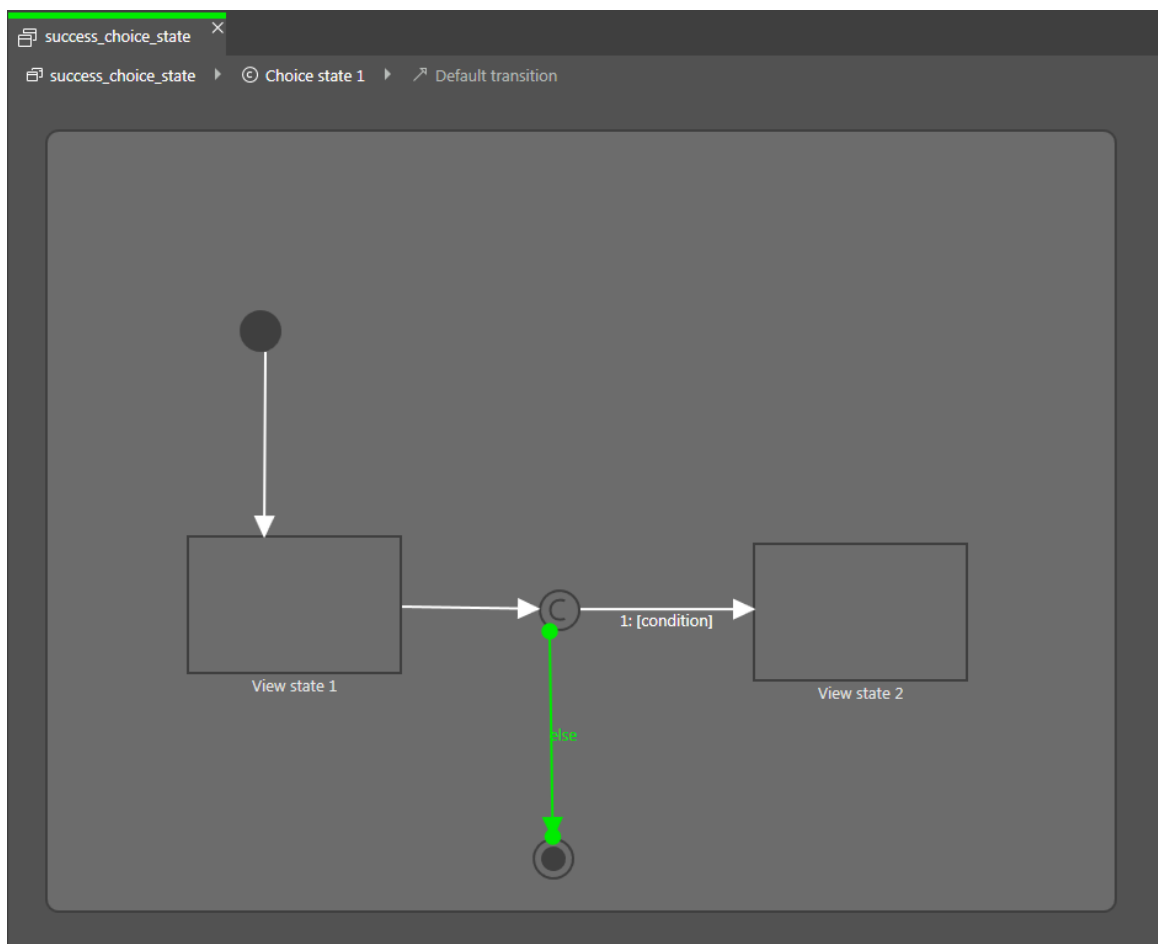 success_choice_state
success_choice_state Choice state 1 Default transition
1: [condition]
View state 1
View state 2
else